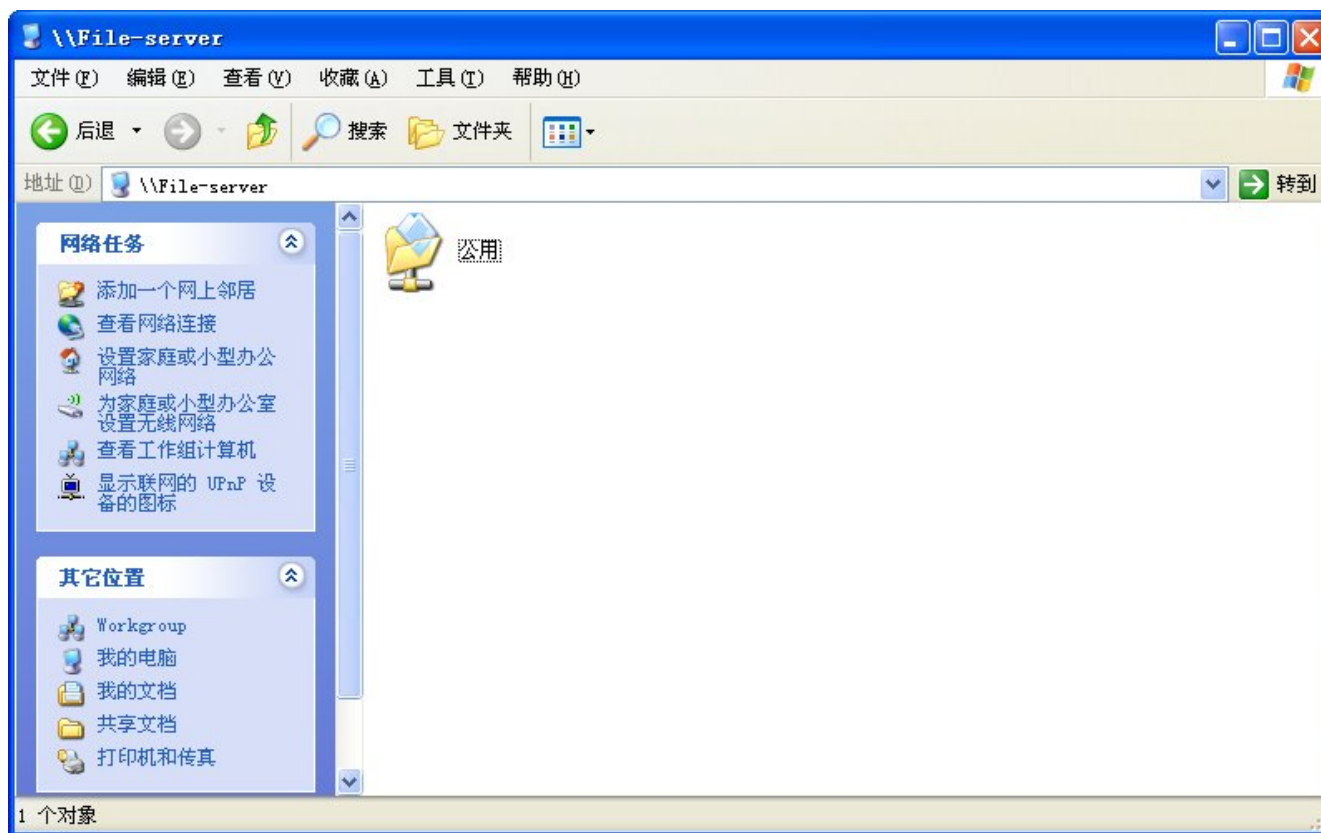 \\File-server
文件(F) 编辑(E) 查看(V) 收藏(A) 工具(T) 帮助(H)
后退 搜索 文件夹
地址(D) \\File-server 转到
网络任务
添加一个网上邻居
查看网络连接
设置家庭或小型办公
网络
为家庭或小型办公室
设置无线网络
查看工作组计算机
显示联网的 UPnP 设
备的图标
其它位置
Workgroup
我的电脑
我的文档
共享文档
打印机和传真
公用
1 个对象